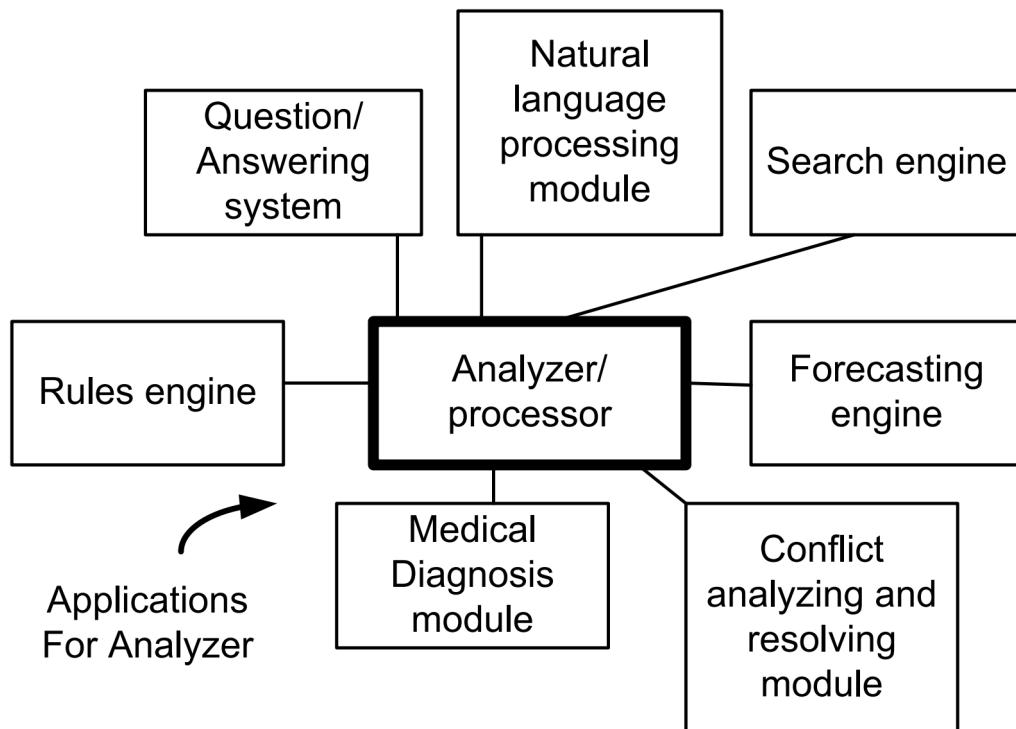 Natural
language
processing
module
Question/
Answering
system
Search engine
Rules engine
Analyzer/
processor
Forecasting
engine
Medical
Diagnosis
module
Conflict
analyzing and
resolving
module
Applications
For Analyzer